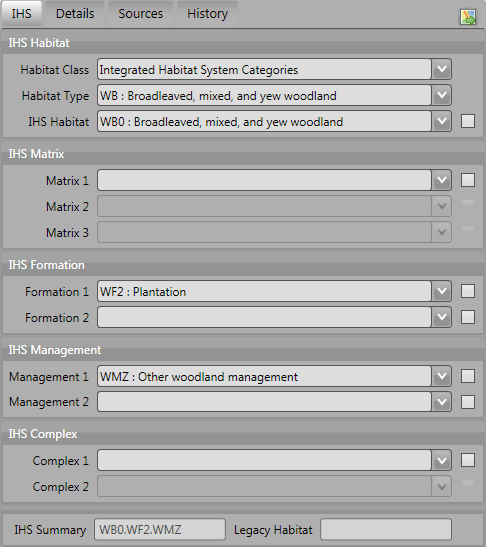 IHS Details Sources History
IHS Habitat
Habitat Class Integrated Habitat System Categories
Habitat Type WB : Broadleaved, mixed, and yew woodland
IHS Habitat WB0 : Broadleaved, mixed, and yew woodland
IHS Matrix
Matrix 1
Matrix 2
Matrix 3
IHS Formation
Formation 1 WF2 : Plantation
Formation 2
IHS Management
Management 1 WMZ : Other woodland management
Management 2
IHS Complex
Complex 1
Complex 2
IHS Summary WB0.WF2.WMZ Legacy Habitat